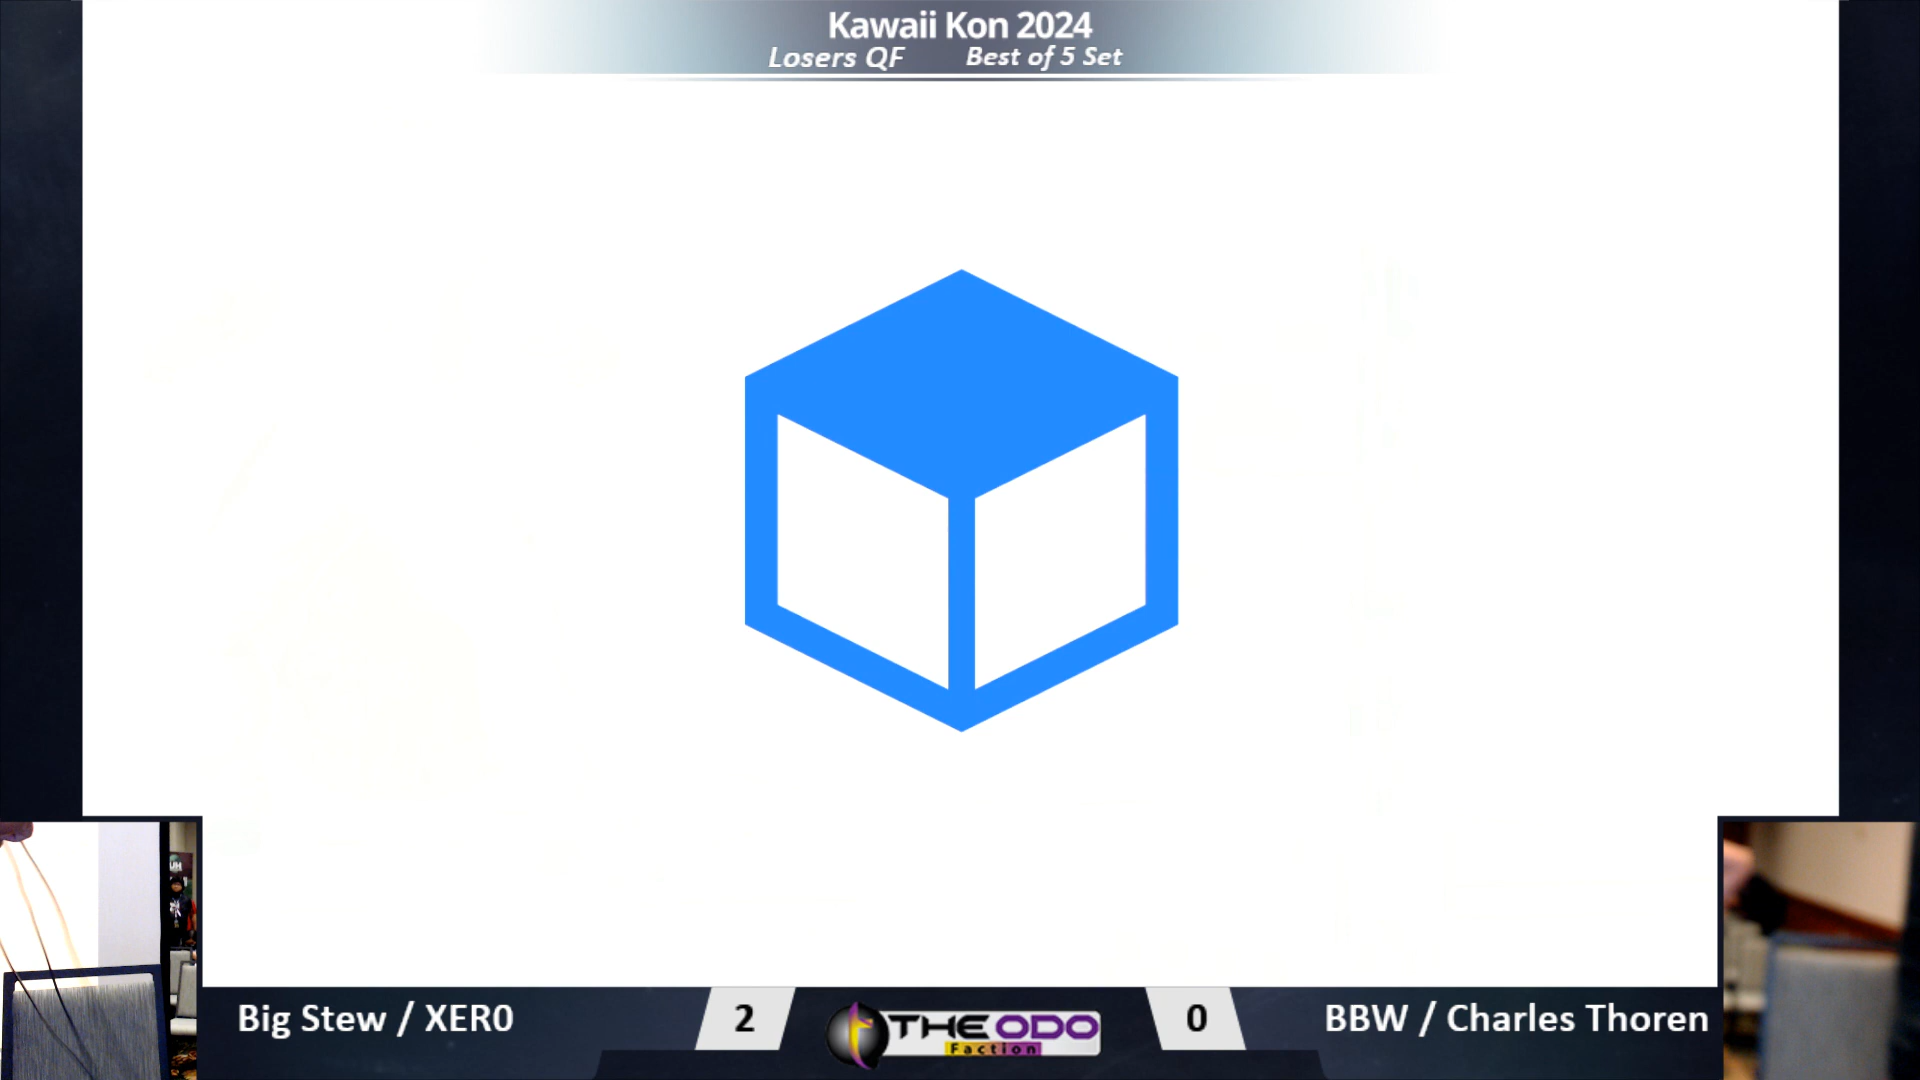 Kawaii Kon 2024
Losers QF Best of 5 Set
Big Stew / XER0 2 THE ODO 0 BBW / Charles Thoren
Faction